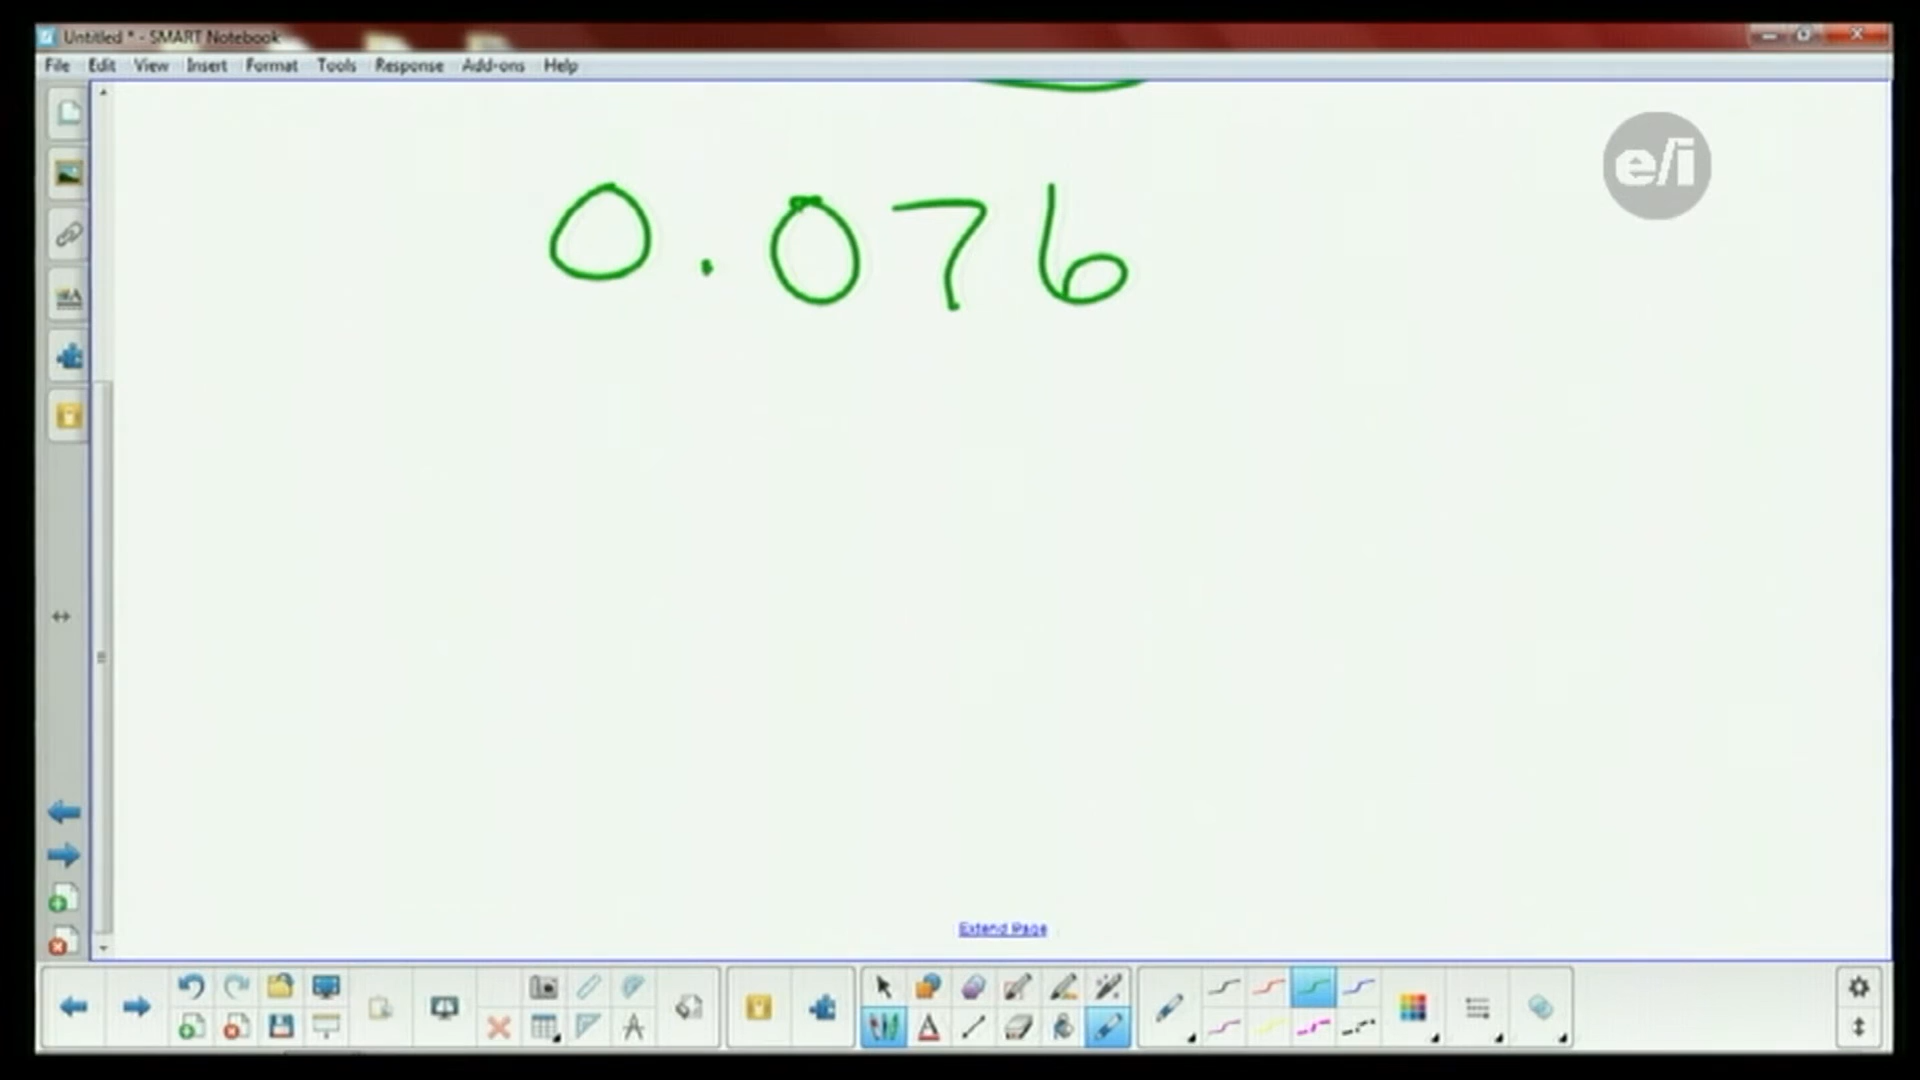 Untitled * - SMART Notebook
File Edit View Insert Format Tools Response Add-ons Help
e/i
0.076
Extend Page